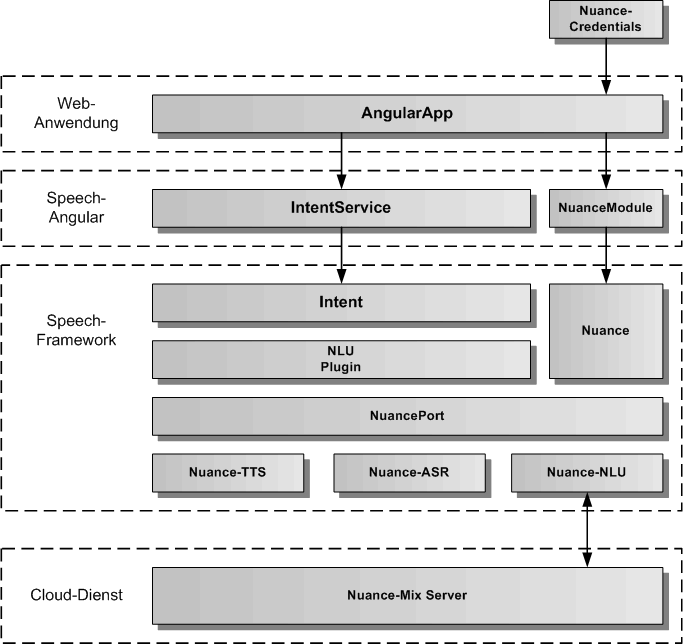 Nuance-
Credentials
Web-
Anwendung
AngularApp
Speech-
Angular
IntentService
NuanceModule
Speech-
Framework
Intent
Nuance
NLU
Plugin
NuancePort
Nuance-TTS
Nuance-ASR
Nuance-NLU
Cloud-Dienst
Nuance-Mix Server